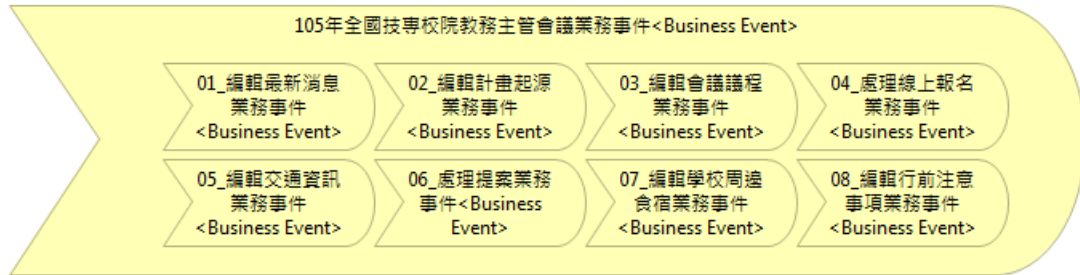 105年全國技專校院教務主管會議業務事件<Business Event>
01_編輯最新消息
業務事件
<Business Event>
02_編輯計畫起源
業務事件
<Business Event>
03_編輯會議議程
業務事件
<Business Event>
04_處理線上報名
業務事件
<Business Event>
05_編輯交通資訊
業務事件
<Business Event>
06_處理提案業務
事件<Business
Event>
07_編輯學校周邊
食宿業務事件
<Business Event>
08_編輯行前注意
事項業務事件
<Business Event>